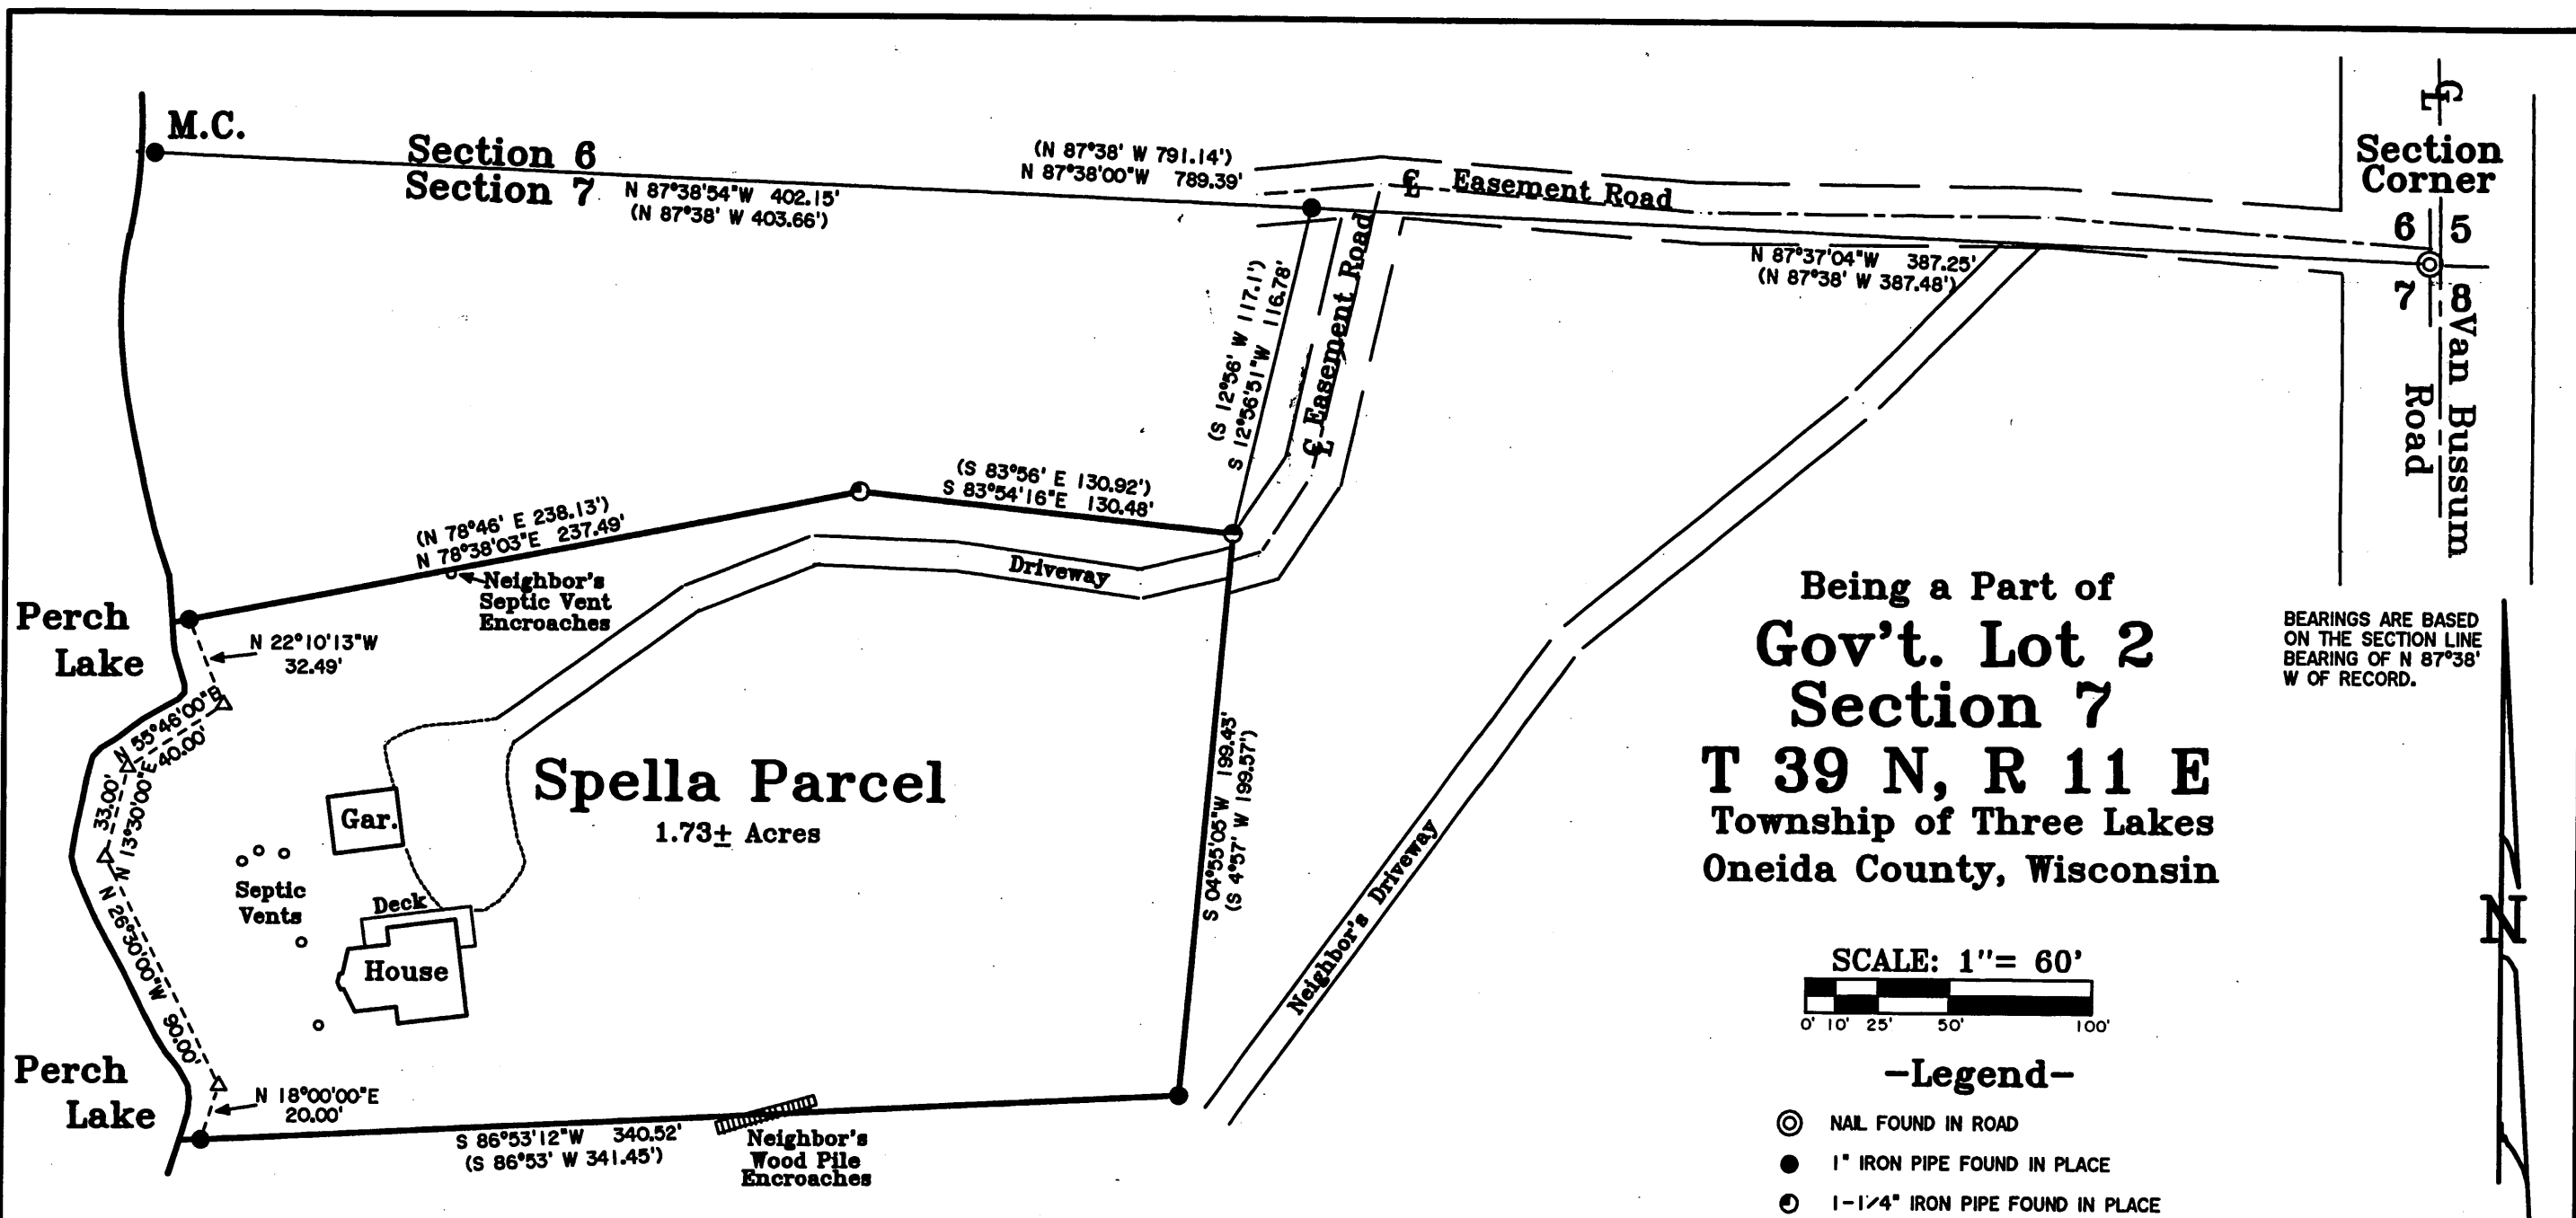 M.C.
Section 6
Section 7
N 87°38'54"W 402.15'
(N 87°38' W 403.66')
(N 87°38' W 791.14')
N 87°38'00"W 789.39'
℄ Easement Road
℄
Section
Corner
6 5
7 8
N 87°37'04"W 387.25'
(N 87°38' W 387.48')
Van Bussum
Road
(S 12°56' W 117.1')
S 12°56'51"W 116.78'
℄ Easement Road
(S 83°56' E 130.92')
S 83°54'16"E 130.48'
(N 78°46' E 238.13')
N 78°38'03"E 237.49'
Neighbor's
Septic Vent
Encroaches
Driveway
Perch
Lake
N 22°10'13"W
32.49'
N 55°46'00"E
40.00'
33.00'
N 13°30'00"E
N 26°30'00"W 90.00'
Gar.
Septic
Vents
Deck
House
Spella Parcel
1.73± Acres
S 04°55'05"W 199.43'
(S 4°57' W 199.57')
Neighbor's Driveway
Perch
Lake
N 18°00'00"E
20.00'
S 86°53'12"W 340.52'
(S 86°53' W 341.45')
Neighbor's
Wood Pile
Encroaches
Being a Part of
Gov't. Lot 2
Section 7
T 39 N, R 11 E
Township of Three Lakes
Oneida County, Wisconsin
BEARINGS ARE BASED
ON THE SECTION LINE
BEARING OF N 87°38'
W OF RECORD.
N
SCALE: 1"= 60'
0' 10' 25' 50' 100'
-Legend-
NAIL FOUND IN ROAD
1" IRON PIPE FOUND IN PLACE
1-1/4" IRON PIPE FOUND IN PLACE